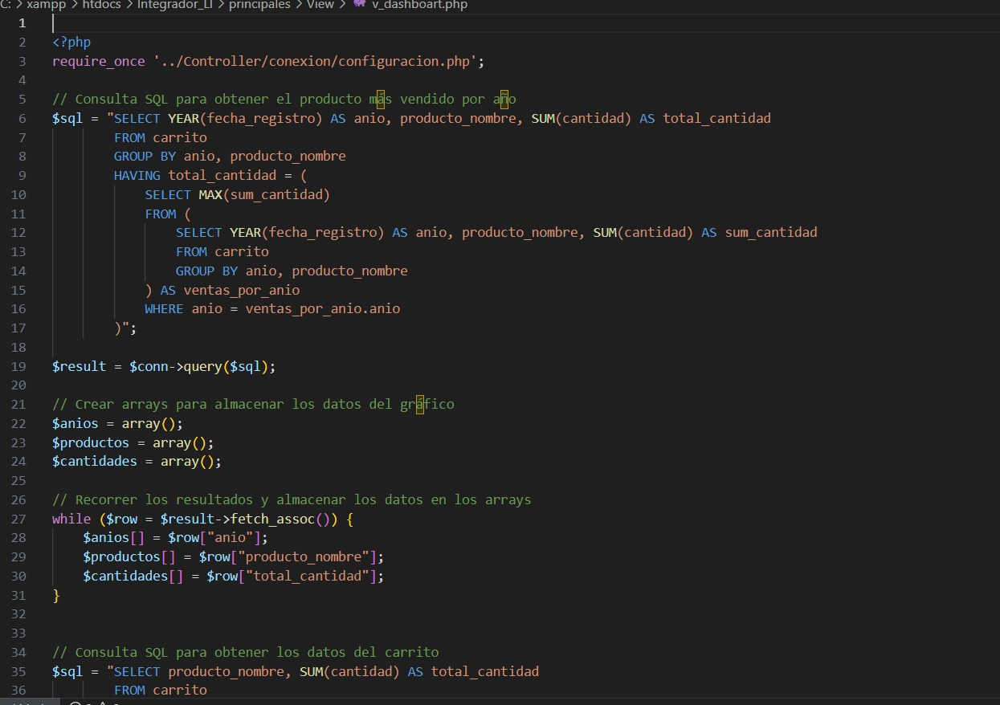 C: > xampp > htdocs > Integrador_LI > principales > View > v_dashboart.php
1
2 <?php
3 require_once '../Controller/conexion/configuracion.php';
4
5 // Consulta SQL para obtener el producto más vendido por año
6 $sql = "SELECT YEAR(fecha_registro) AS anio, producto_nombre, SUM(cantidad) AS total_cantidad
7 FROM carrito
8 GROUP BY anio, producto_nombre
9 HAVING total_cantidad = (
10 SELECT MAX(sum_cantidad)
11 FROM (
12 SELECT YEAR(fecha_registro) AS anio, producto_nombre, SUM(cantidad) AS sum_cantidad
13 FROM carrito
14 GROUP BY anio, producto_nombre
15 ) AS ventas_por_anio
16 WHERE anio = ventas_por_anio.anio
17 )";
18
19 $result = $conn->query($sql);
20
21 // Crear arrays para almacenar los datos del gráfico
22 $anios = array();
23 $productos = array();
24 $cantidades = array();
25
26 // Recorrer los resultados y almacenar los datos en los arrays
27 while ($row = $result->fetch_assoc()) {
28 $anios[] = $row["anio"];
29 $productos[] = $row["producto_nombre"];
30 $cantidades[] = $row["total_cantidad"];
31 }
32
33
34 // Consulta SQL para obtener los datos del carrito
35 $sql = "SELECT producto_nombre, SUM(cantidad) AS total_cantidad
36 FROM carrito